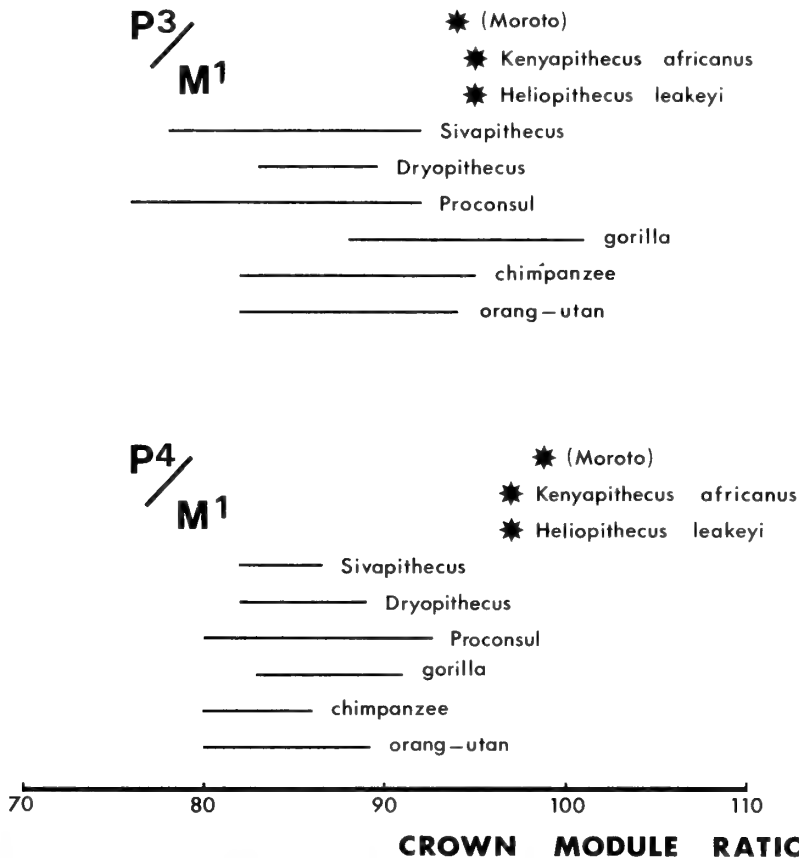 P3/M1
(Moroto)
Kenyapithecus africanus
Heliopithecus leakeyi
Sivapithecus
Dryopithecus
Proconsul
gorilla
chimpanzee
orang–utan
P4/M1
(Moroto)
Kenyapithecus africanus
Heliopithecus leakeyi
Sivapithecus
Dryopithecus
Proconsul
gorilla
chimpanzee
orang–utan
70 80 90 100 110
CROWN MODULE RATIO